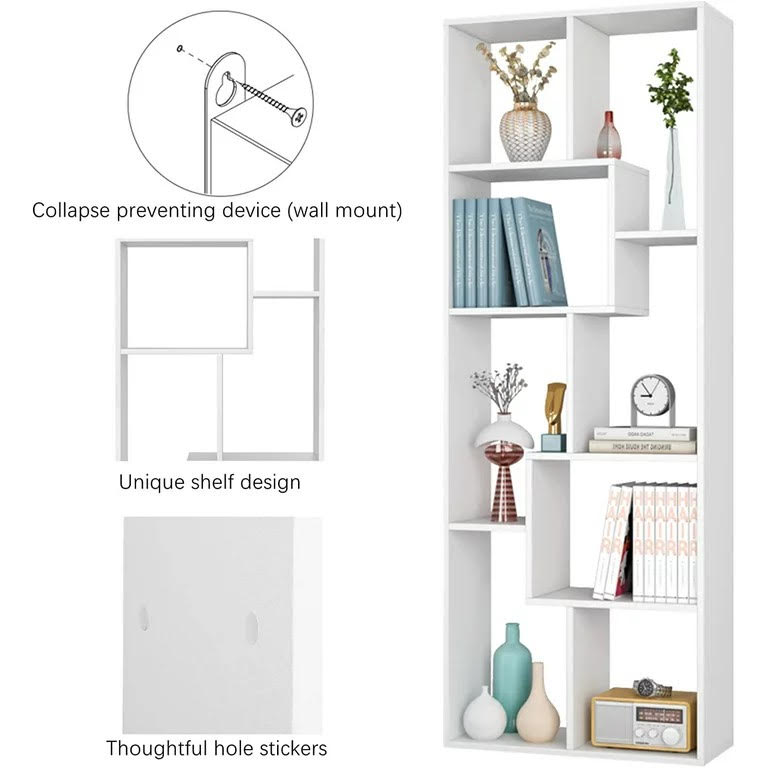 Collapse preventing device (wall mount)
Unique shelf design
Thoughtful hole stickers